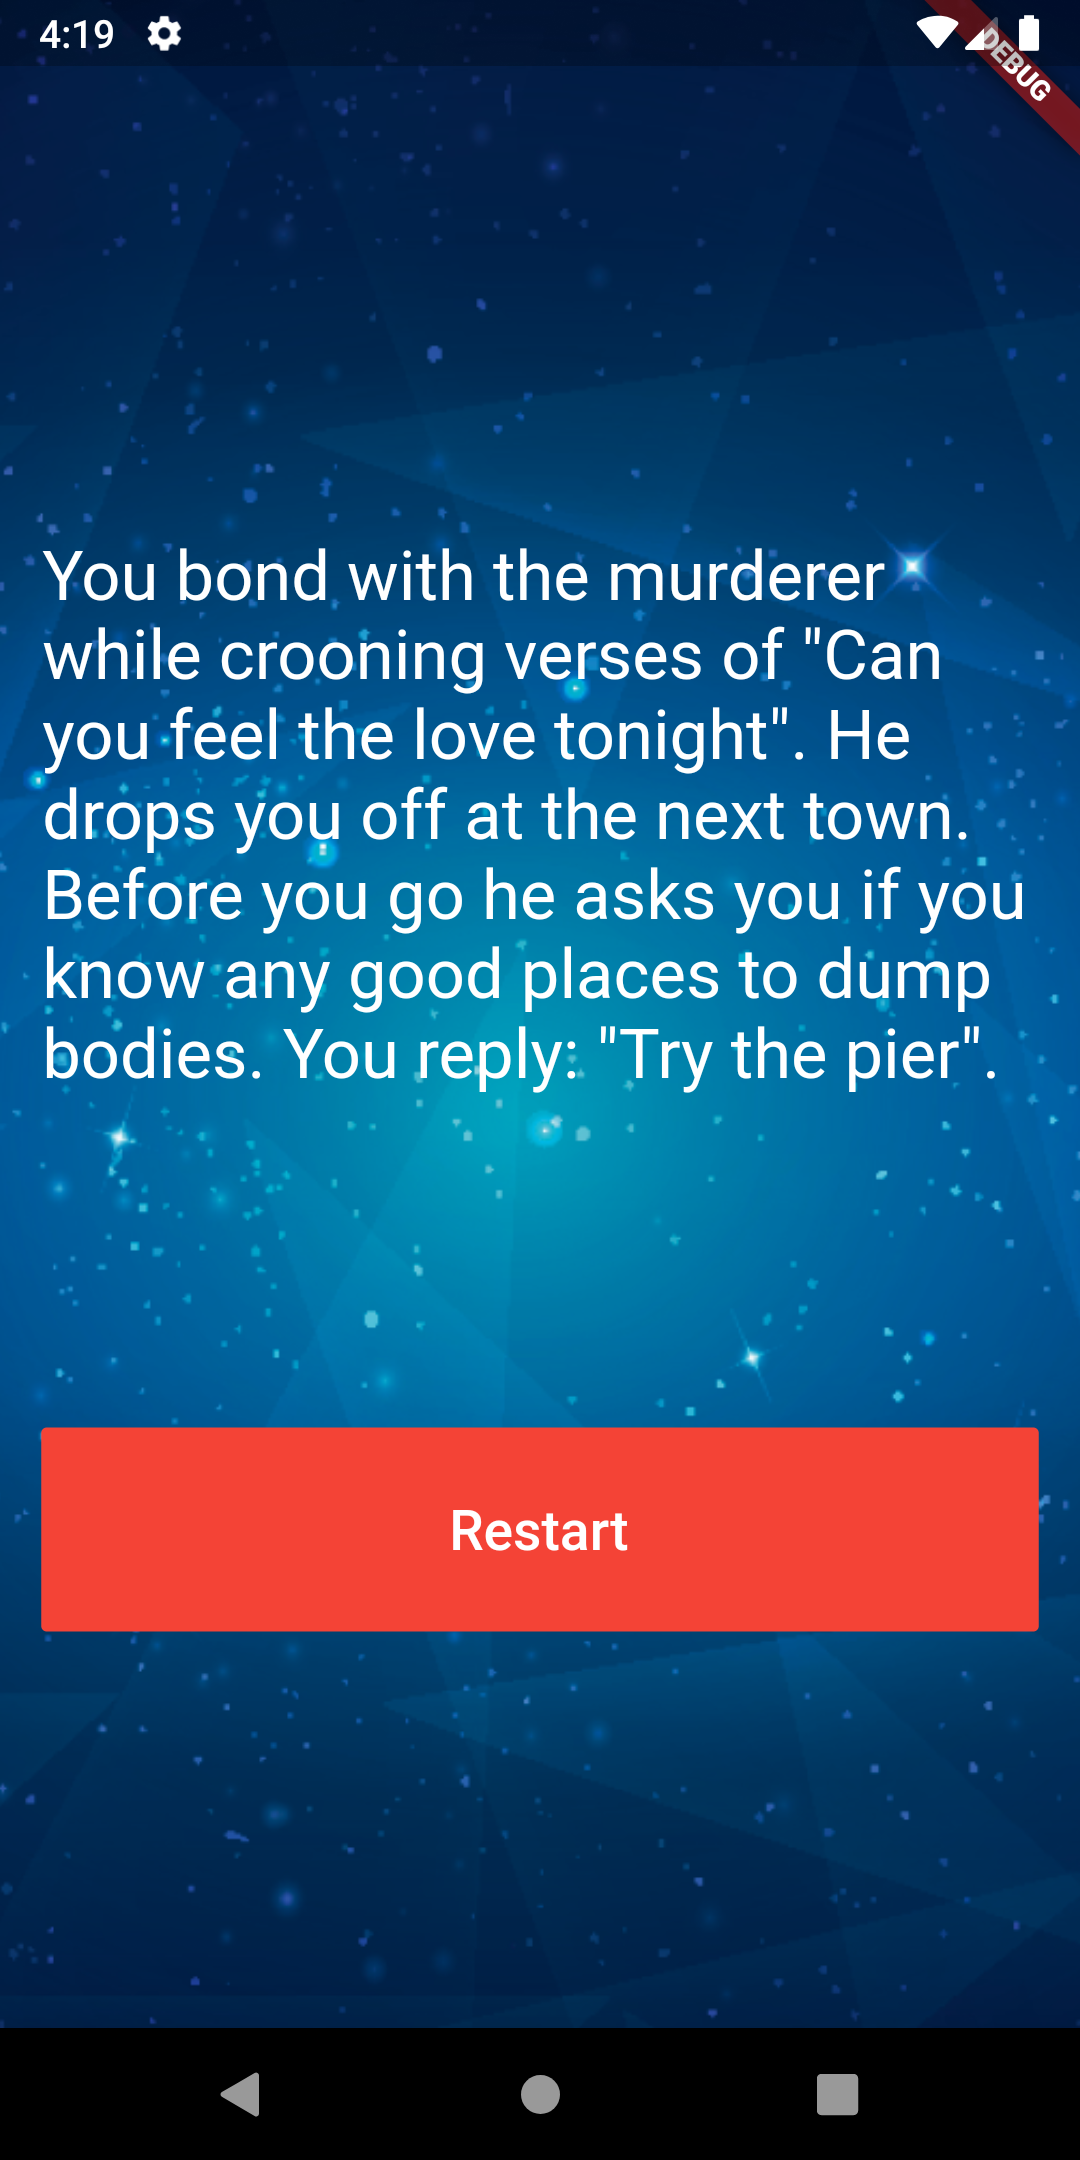 4:19
DEBUG
You bond with the murderer
while crooning verses of "Can
you feel the love tonight". He
drops you off at the next town.
Before you go he asks you if you
know any good places to dump
bodies. You reply: "Try the pier".
Restart